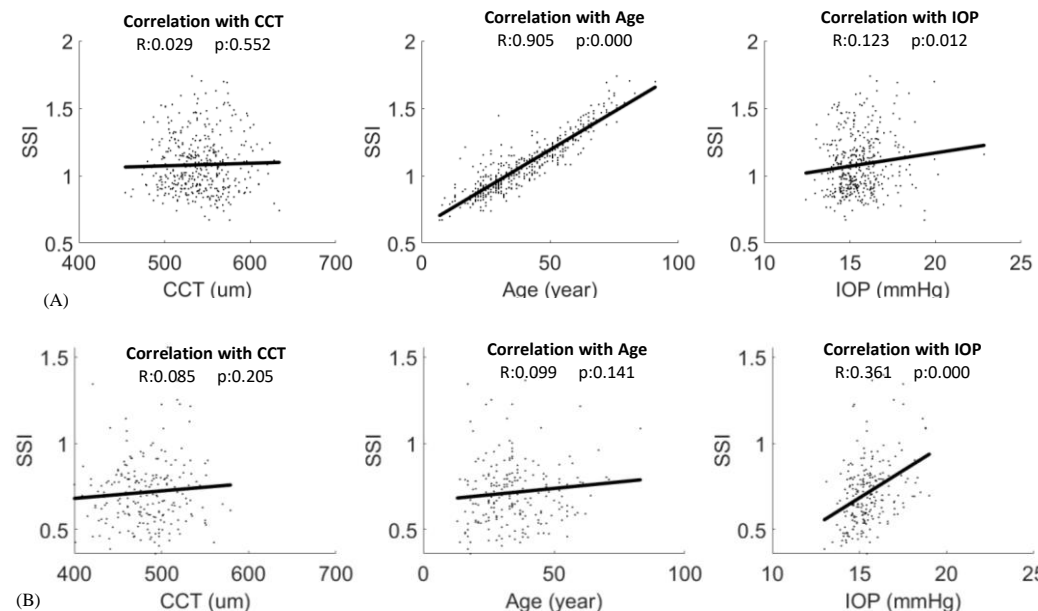 Correlation with CCT
R:0.029 p:0.552
2
1.5
1
0.5
SSI
400 500 600 700
CCT (um)
Correlation with Age
R:0.905 p:0.000
2
1.5
1
0.5
SSI
0 50 100
Age (year)
Correlation with IOP
R:0.123 p:0.012
2
1.5
1
0.5
SSI
10 15 20 25
IOP (mmHg)
(A)
Correlation with CCT
R:0.085 p:0.205
1.5
1
0.5
SSI
400 500 600 700
CCT (um)
Correlation with Age
R:0.099 p:0.141
1.5
1
0.5
SSI
0 50 100
Age (year)
Correlation with IOP
R:0.361 p:0.000
1.5
1
0.5
SSI
10 15 20 25
IOP (mmHg)
(B)